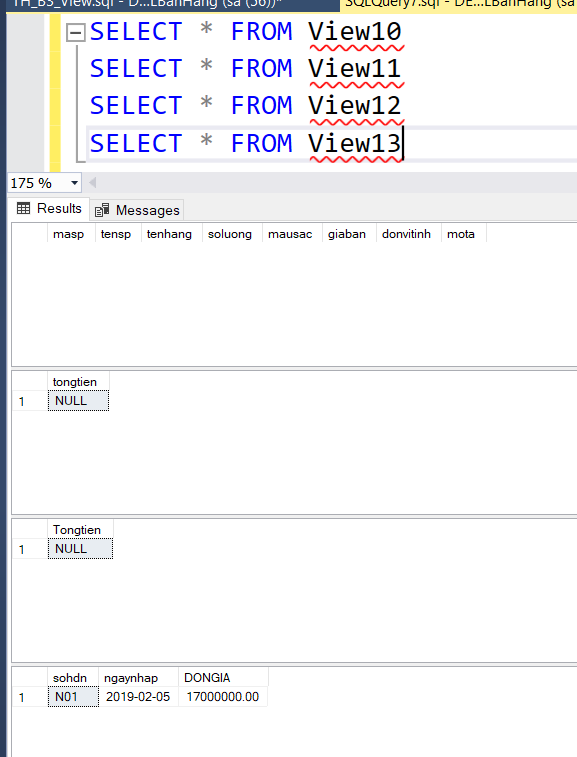 TH_B3_View.sql - D...LBanHang (sa (56))*
SQLQuery7.sql - DE...LBanHang (sa
SELECT * FROM View10
SELECT * FROM View11
SELECT * FROM View12
SELECT * FROM View13
175 %
Results Messages
masp tensp tenhang soluong mausac giaban donvitinh mota
tongtien
1 NULL
Tongtien
1 NULL
sohdn ngaynhap DONGIA
1 N01 2019-02-05 17000000.00